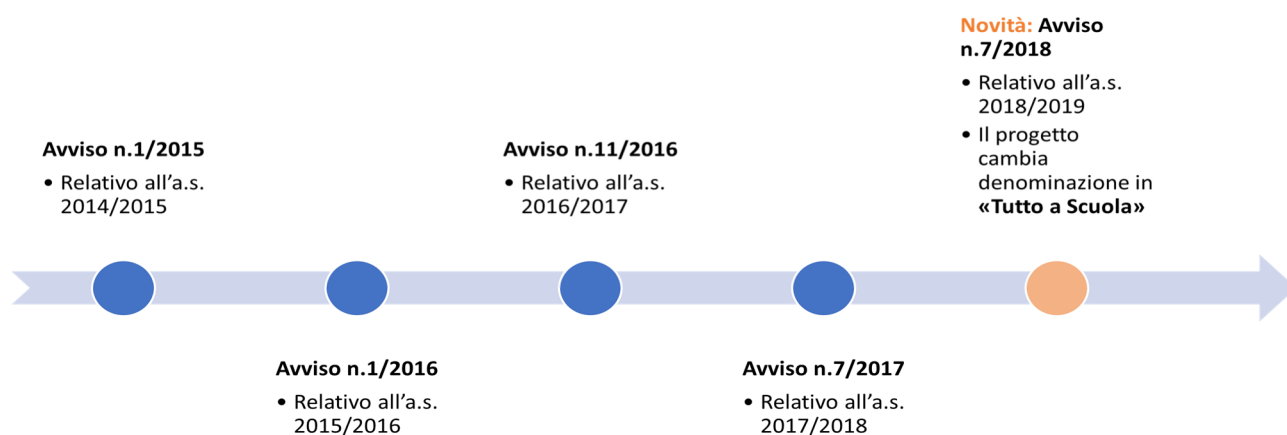 Avviso n.1/2015
• Relativo all'a.s.
2014/2015
Avviso n.1/2016
• Relativo all'a.s.
2015/2016
Avviso n.11/2016
• Relativo all'a.s.
2016/2017
Avviso n.7/2017
• Relativo all'a.s.
2017/2018
Novità: Avviso
n.7/2018
• Relativo all'a.s.
2018/2019
• Il progetto
cambia
denominazione in
«Tutto a Scuola»